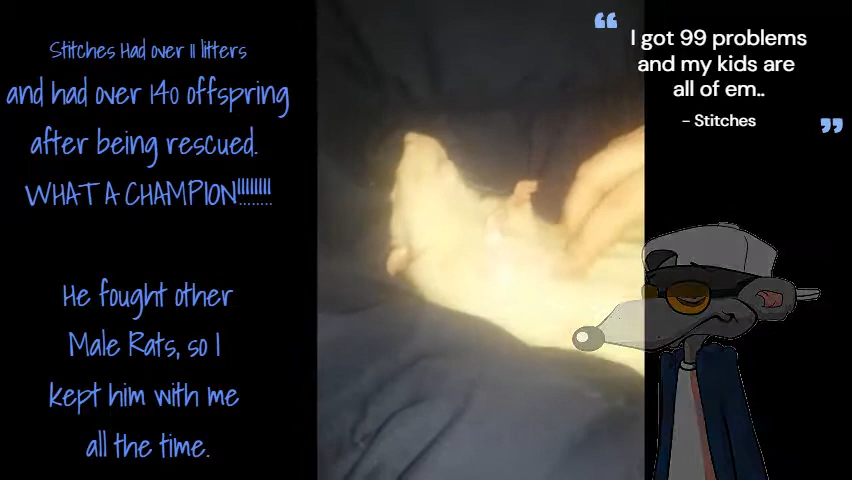 Stitches Had over 11 litters
and had over 140 offspring
after being rescued.
WHAT A CHAMPION!!!!!!!!
He fought other
Male Rats, so I
kept him with me
all the time.
“
I got 99 problems
and my kids are
all of em..
– Stitches
”